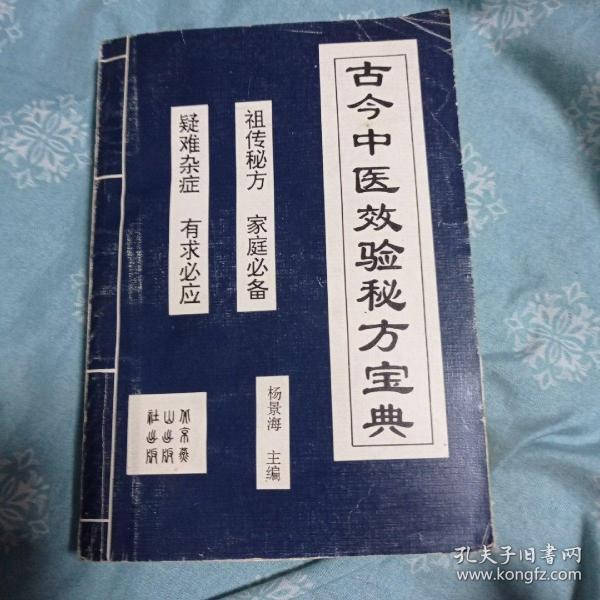 古今中医效验秘方宝典
祖传秘方 家庭必备
疑难杂症 有求必应
杨景海 主编
北京燕
山出版
社出版
孔夫子旧书网
www.kongfz.com